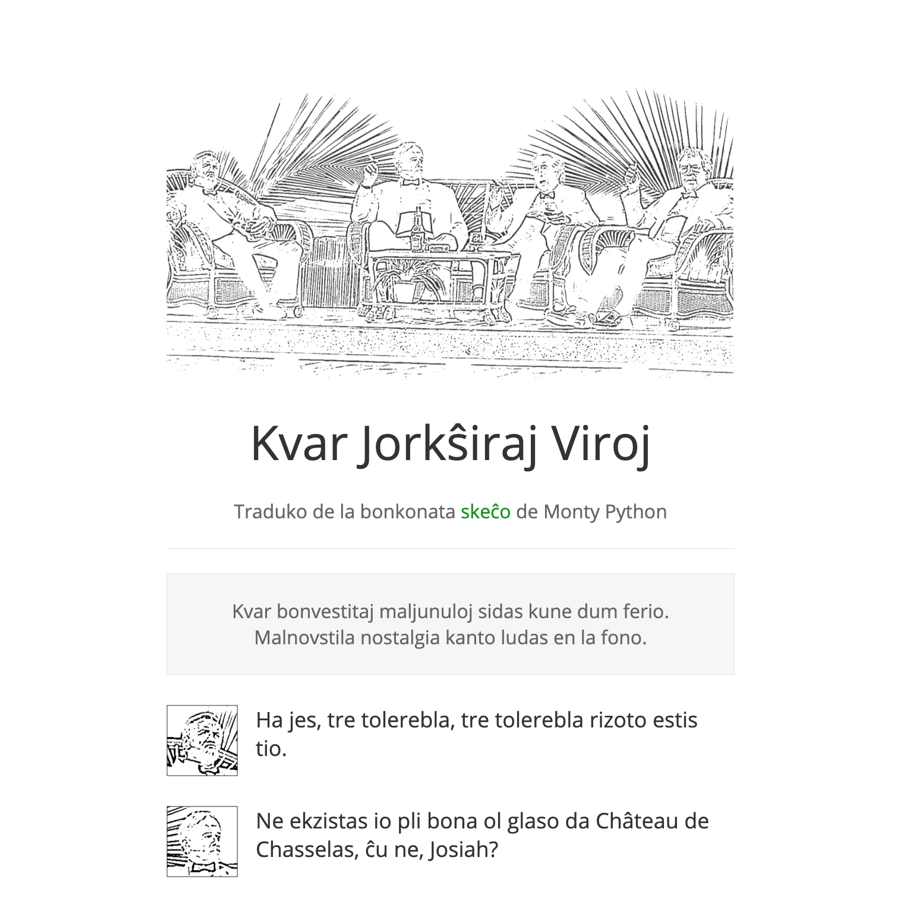 Kvar Jorkŝiraj Viroj
Traduko de la bonkonata skeĉo de Monty Python
Kvar bonvestitaj maljunuloj sidas kune dum ferio.
Malnovstila nostalgia kanto ludas en la fono.
Ha jes, tre tolerebla, tre tolerebla rizoto estis
tio.
Ne ekzistas io pli bona ol glaso da Château de
Chasselas, ĉu ne, Josiah?